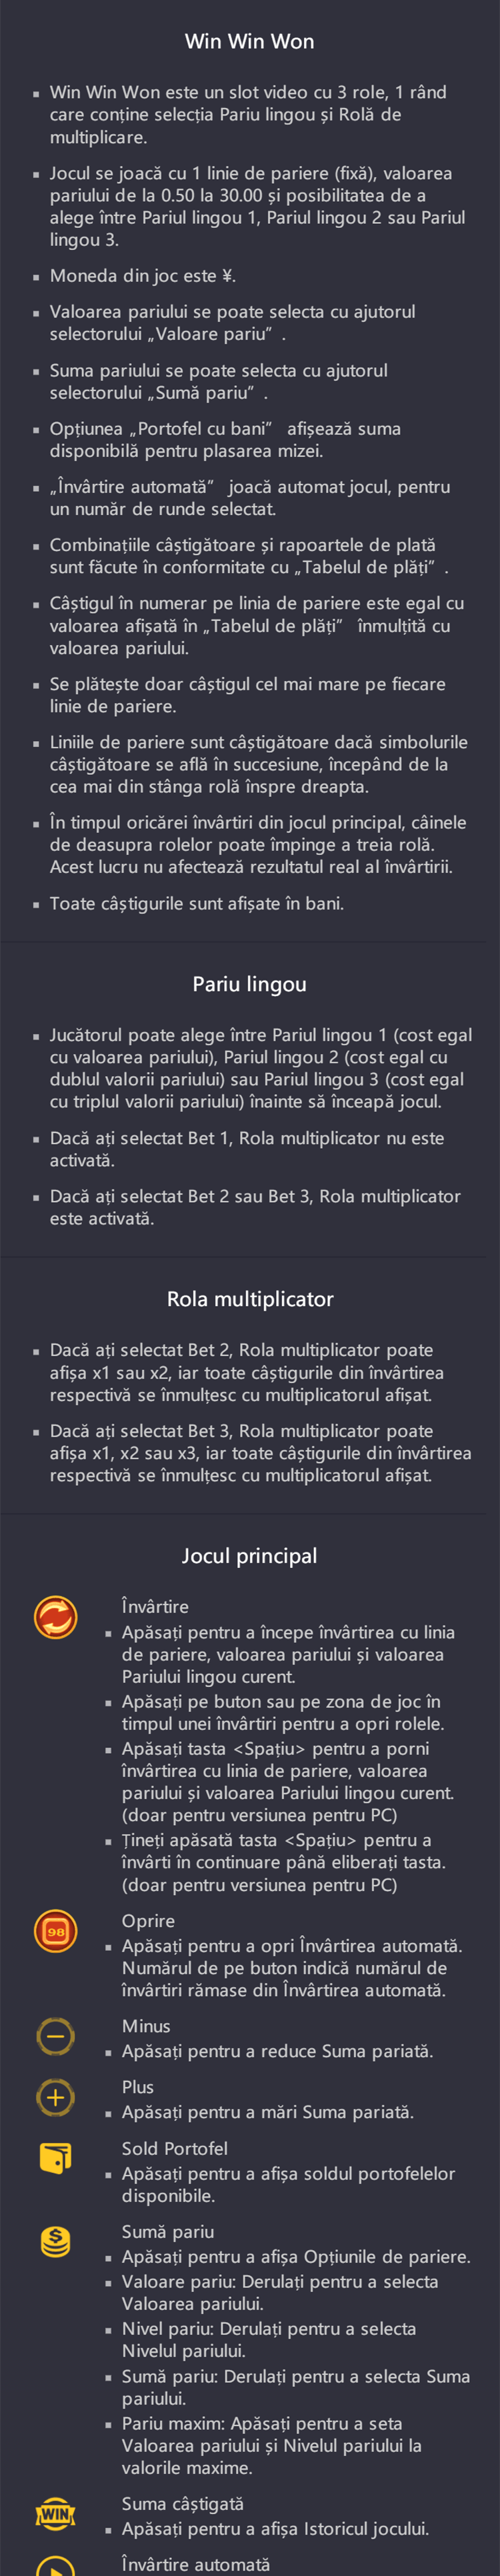 Win Win Won
Win Win Won este un slot video cu 3 role, 1 rând
care conține selecția Pariu lingou și Rolă de
multiplicare.
Jocul se joacă cu 1 linie de pariere (fixă), valoarea
pariului de la 0.50 la 30.00 și posibilitatea de a
alege între Pariul lingou 1, Pariul lingou 2 sau Pariul
lingou 3.
Moneda din joc este ¥.
Valoarea pariului se poate selecta cu ajutorul
selectorului „Valoare pariu” .
Suma pariului se poate selecta cu ajutorul
selectorului „Sumă pariu” .
Opțiunea „Portofel cu bani” afișează suma
disponibilă pentru plasarea mizei.
„Învârtire automată” joacă automat jocul, pentru
un număr de runde selectat.
Combinațiile câștigătoare și rapoartele de plată
sunt făcute în conformitate cu „Tabelul de plăți” .
Câștigul în numerar pe linia de pariere este egal cu
valoarea afișată în „Tabelul de plăți” înmulțită cu
valoarea pariului.
Se plătește doar câștigul cel mai mare pe fiecare
linie de pariere.
Liniile de pariere sunt câștigătoare dacă simbolurile
câștigătoare se află în succesiune, începând de la
cea mai din stânga rolă înspre dreapta.
În timpul oricărei învârtiri din jocul principal, câinele
de deasupra rolelor poate împinge a treia rolă.
Acest lucru nu afectează rezultatul real al învârtirii.
Toate câștigurile sunt afișate în bani.
Pariu lingou
Jucătorul poate alege între Pariul lingou 1 (cost egal
cu valoarea pariului), Pariul lingou 2 (cost egal cu
dublul valorii pariului) sau Pariul lingou 3 (cost egal
cu triplul valorii pariului) înainte să înceapă jocul.
Dacă ați selectat Bet 1, Rola multiplicator nu este
activată.
Dacă ați selectat Bet 2 sau Bet 3, Rola multiplicator
este activată.
Rola multiplicator
Dacă ați selectat Bet 2, Rola multiplicator poate
afișa x1 sau x2, iar toate câștigurile din învârtirea
respectivă se înmulțesc cu multiplicatorul afișat.
Dacă ați selectat Bet 3, Rola multiplicator poate
afișa x1, x2 sau x3, iar toate câștigurile din învârtirea
respectivă se înmulțesc cu multiplicatorul afișat.
Jocul principal
Învârtire
Apăsați pentru a începe învârtirea cu linia
de pariere, valoarea pariului și valoarea
Pariului lingou curent.
Apăsați pe buton sau pe zona de joc în
timpul unei învârtiri pentru a opri rolele.
Apăsați tasta <Spațiu> pentru a porni
învârtirea cu linia de pariere, valoarea
pariului și valoarea Pariului lingou curent.
(doar pentru versiunea pentru PC)
Țineți apăsată tasta <Spațiu> pentru a
învârti în continuare până eliberați tasta.
(doar pentru versiunea pentru PC)
98
Oprire
Apăsați pentru a opri Învârtirea automată.
Numărul de pe buton indică numărul de
învârtiri rămase din Învârtirea automată.
Minus
Apăsați pentru a reduce Suma pariată.
Plus
Apăsați pentru a mări Suma pariată.
Sold Portofel
Apăsați pentru a afișa soldul portofelelor
disponibile.
Sumă pariu
Apăsați pentru a afișa Opțiunile de pariere.
Valoare pariu: Derulați pentru a selecta
Valoarea pariului.
Nivel pariu: Derulați pentru a selecta
Nivelul pariului.
Sumă pariu: Derulați pentru a selecta Suma
pariului.
Pariu maxim: Apăsați pentru a seta
Valoarea pariului și Nivelul pariului la
valorile maxime.
WIN
Suma câștigată
Apăsați pentru a afișa Istoricul jocului.
Învârtire automată